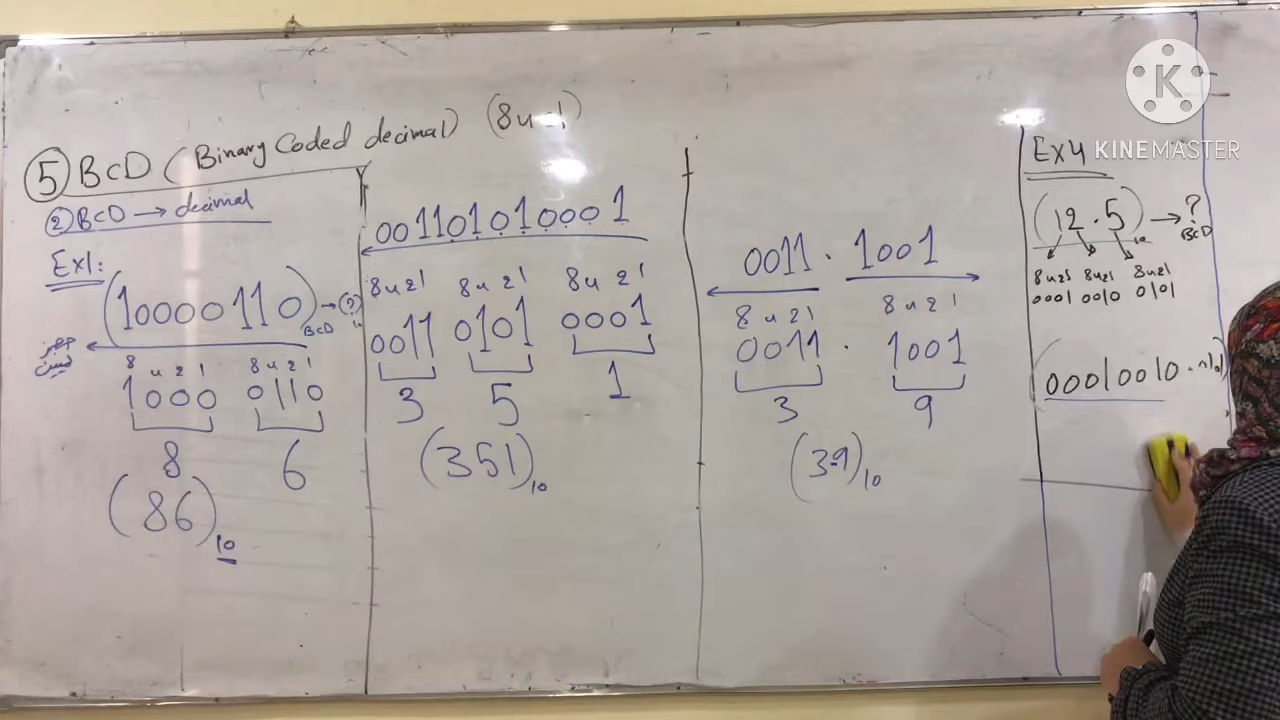 ⑤ BCD (Binary Coded decimal) (8421)
② BCD → decimal
Ex1:
(10000110)BCD → (?)10
8421 8421
1000 0110
8 6
(86)10
001101010001
8421 8421 8421
0011 0101 0001
3 5 1
(351)10
0011 . 1001
8421 8421
0011 . 1001
3 9
(3.9)10
Ex4
(12.5)10 → ?BCD
8421 8421 8421
0001 0010 0101
(00010010.
K
KINEMASTER